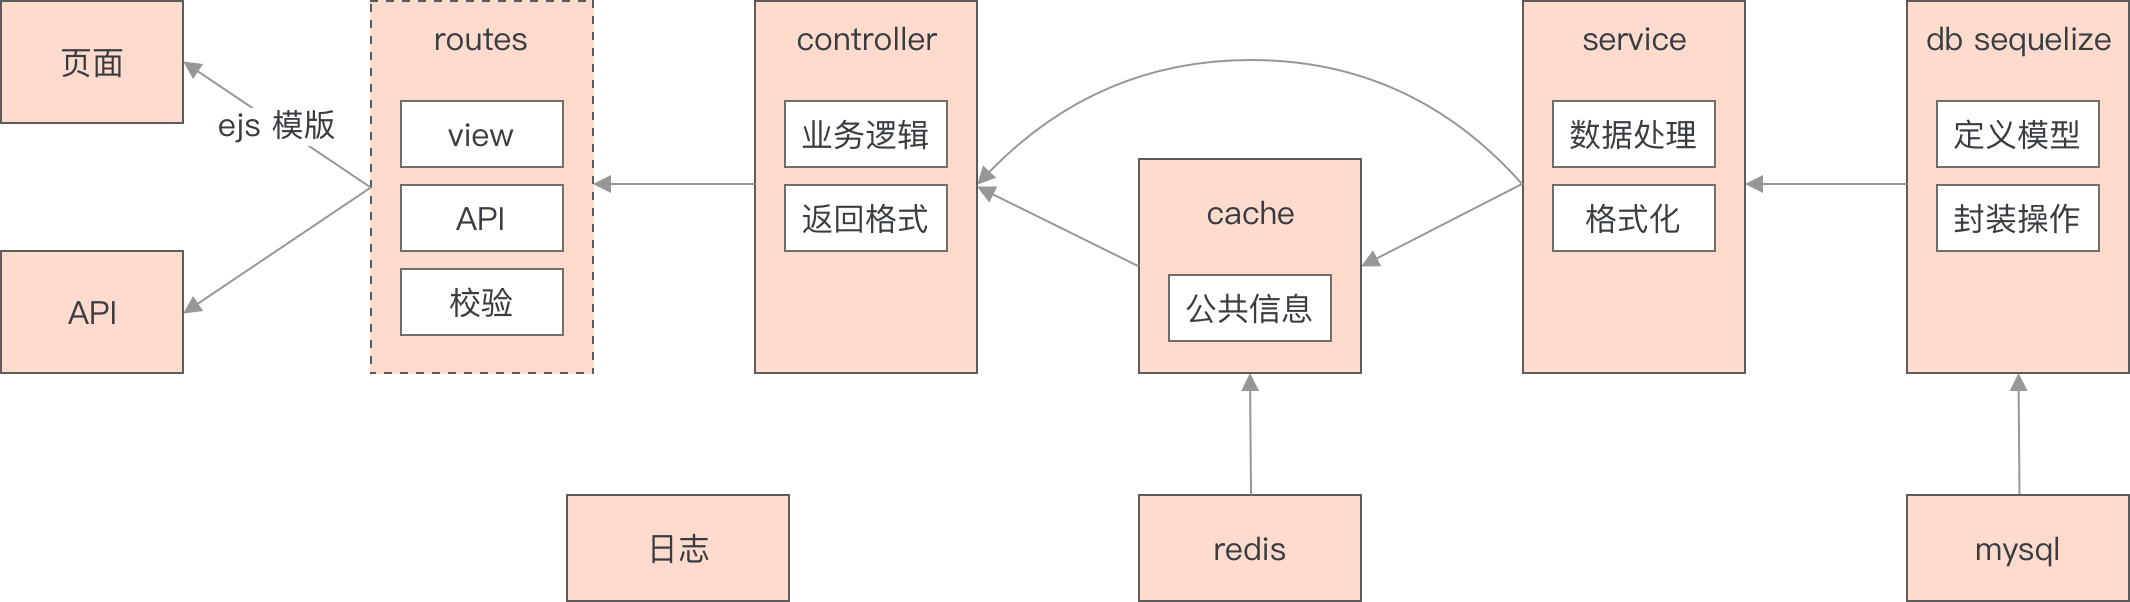 页面
ejs 模版
API
routes
view
API
校验
controller
业务逻辑
返回格式
cache
公共信息
service
数据处理
格式化
db sequelize
定义模型
封装操作
日志
redis
mysql